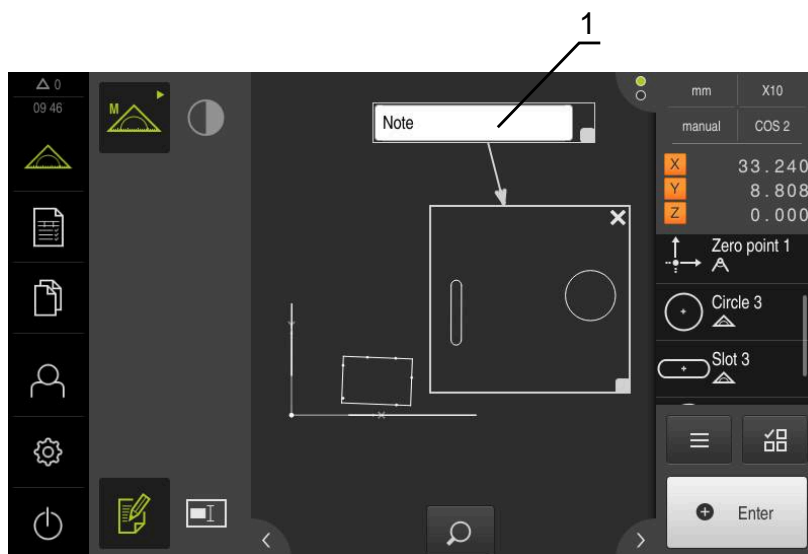 1
0
09 46
M
Note
mm X10
manual COS 2
X 33.240
Y 8.808
Z 0.000
Zero point 1
Circle 3
Slot 3
Enter